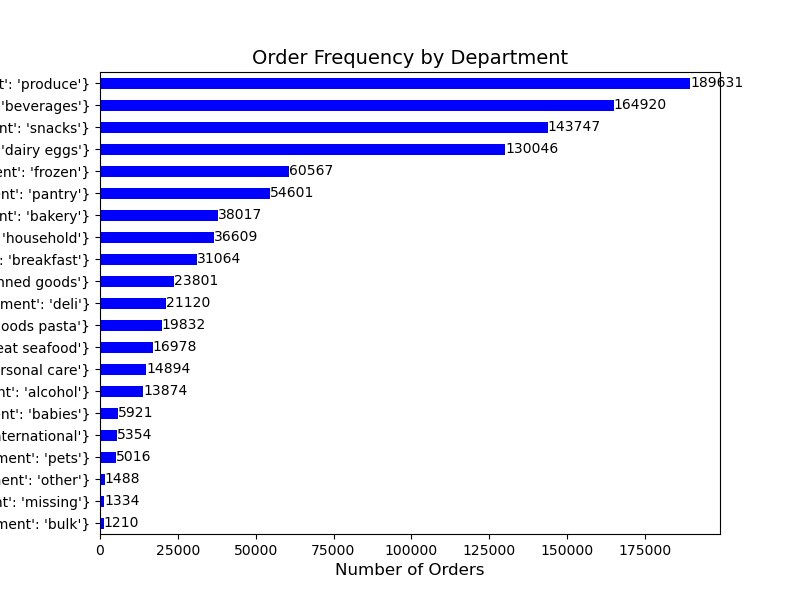 Order Frequency by Department
t': 'produce'} 189631
'beverages'} 164920
nt': 'snacks'} 143747
'dairy eggs'} 130046
ent': 'frozen'} 60567
nt': 'pantry'} 54601
nt': 'bakery'} 38017
'household'} 36609
: 'breakfast'} 31064
nned goods'} 23801
ment': 'deli'} 21120
oods pasta'} 19832
eat seafood'} 16978
rsonal care'} 14894
nt': 'alcohol'} 13874
ent': 'babies'} 5921
nternational'} 5354
ment': 'pets'} 5016
ment': 'other'} 1488
t': 'missing'} 1334
ment': 'bulk'} 1210
0 25000 50000 75000 100000 125000 150000 175000
Number of Orders